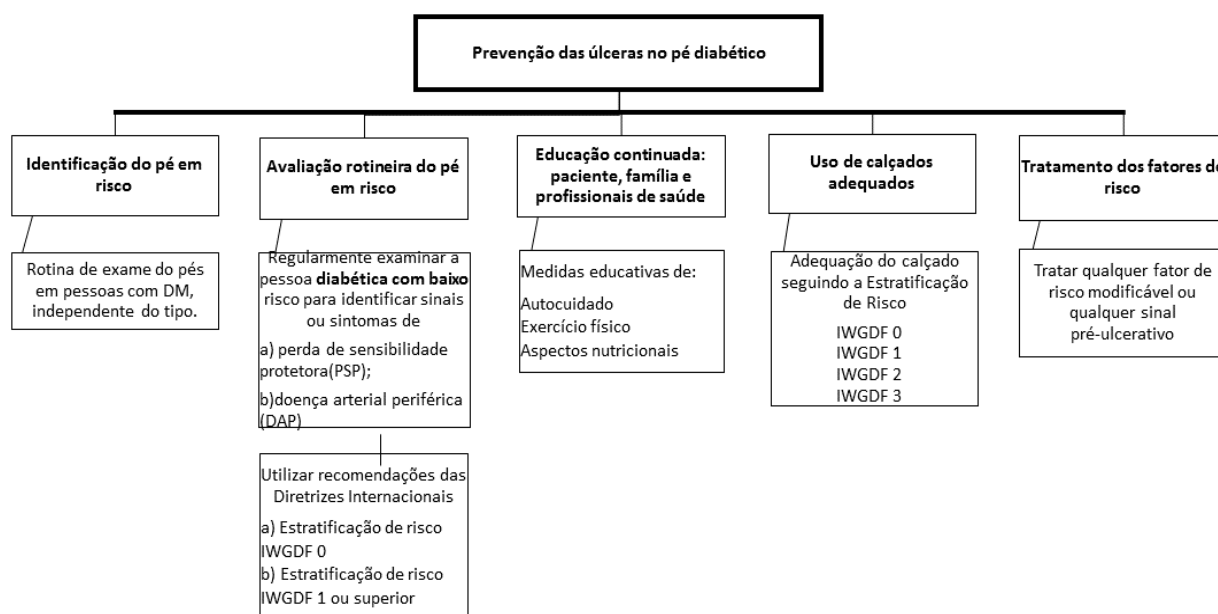 Prevenção das úlceras no pé diabético
Identificação do pé em
risco
Rotina de exame do pés
em pessoas com DM,
independente do tipo.
Avaliação rotineira do pé
em risco
Regularmente examinar a
pessoa diabética com baixo
risco para identificar sinais
ou sintomas de
a) perda de sensibilidade
protetora(PSP);
b)doença arterial periférica
(DAP)
Utilizar recomendações das
Diretrizes Internacionais
a) Estratificação de risco
IWGDF 0
b) Estratificação de risco
IWGDF 1 ou superior
Educação continuada:
paciente, família e
profissionais de saúde
Medidas educativas de:
Autocuidado
Exercício físico
Aspectos nutricionais
Uso de calçados
adequados
Adequação do calçado
seguindo a Estratificação
de Risco
IWGDF 0
IWGDF 1
IWGDF 2
IWGDF 3
Tratamento dos fatores de
risco
Tratar qualquer fator de
risco modificável ou
qualquer sinal
pré-ulcerativo